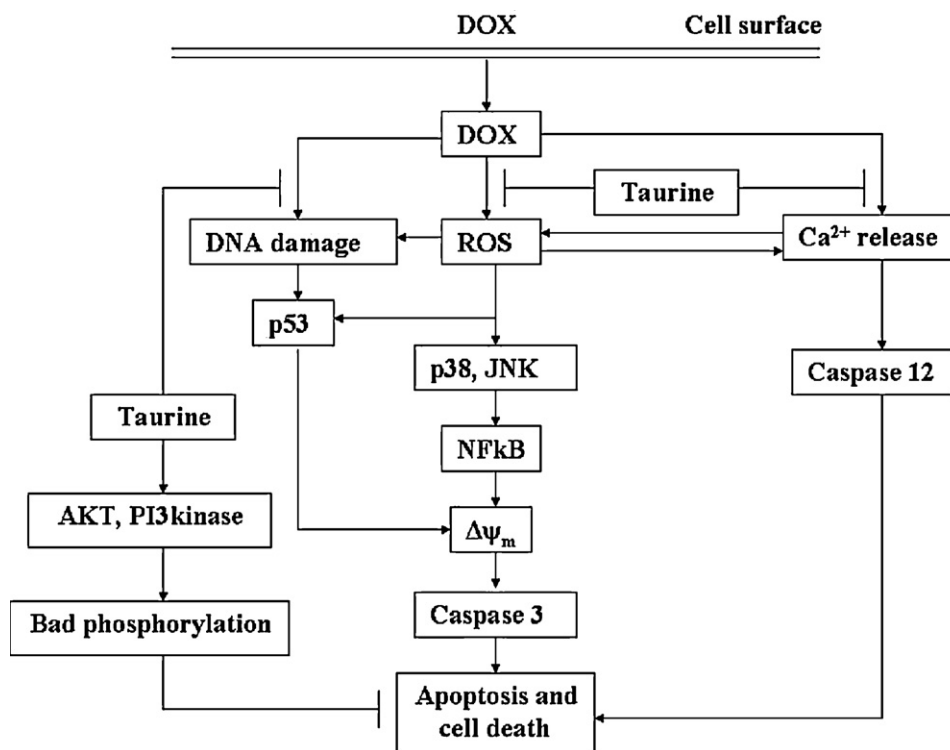 DOX Cell surface
DOX
Taurine
DNA damage
ROS
Ca²⁺ release
p53
p38, JNK
Caspase 12
Taurine
NFkB
AKT, PI3kinase
Δψₘ
Bad phosphorylation
Caspase 3
Apoptosis and
cell death